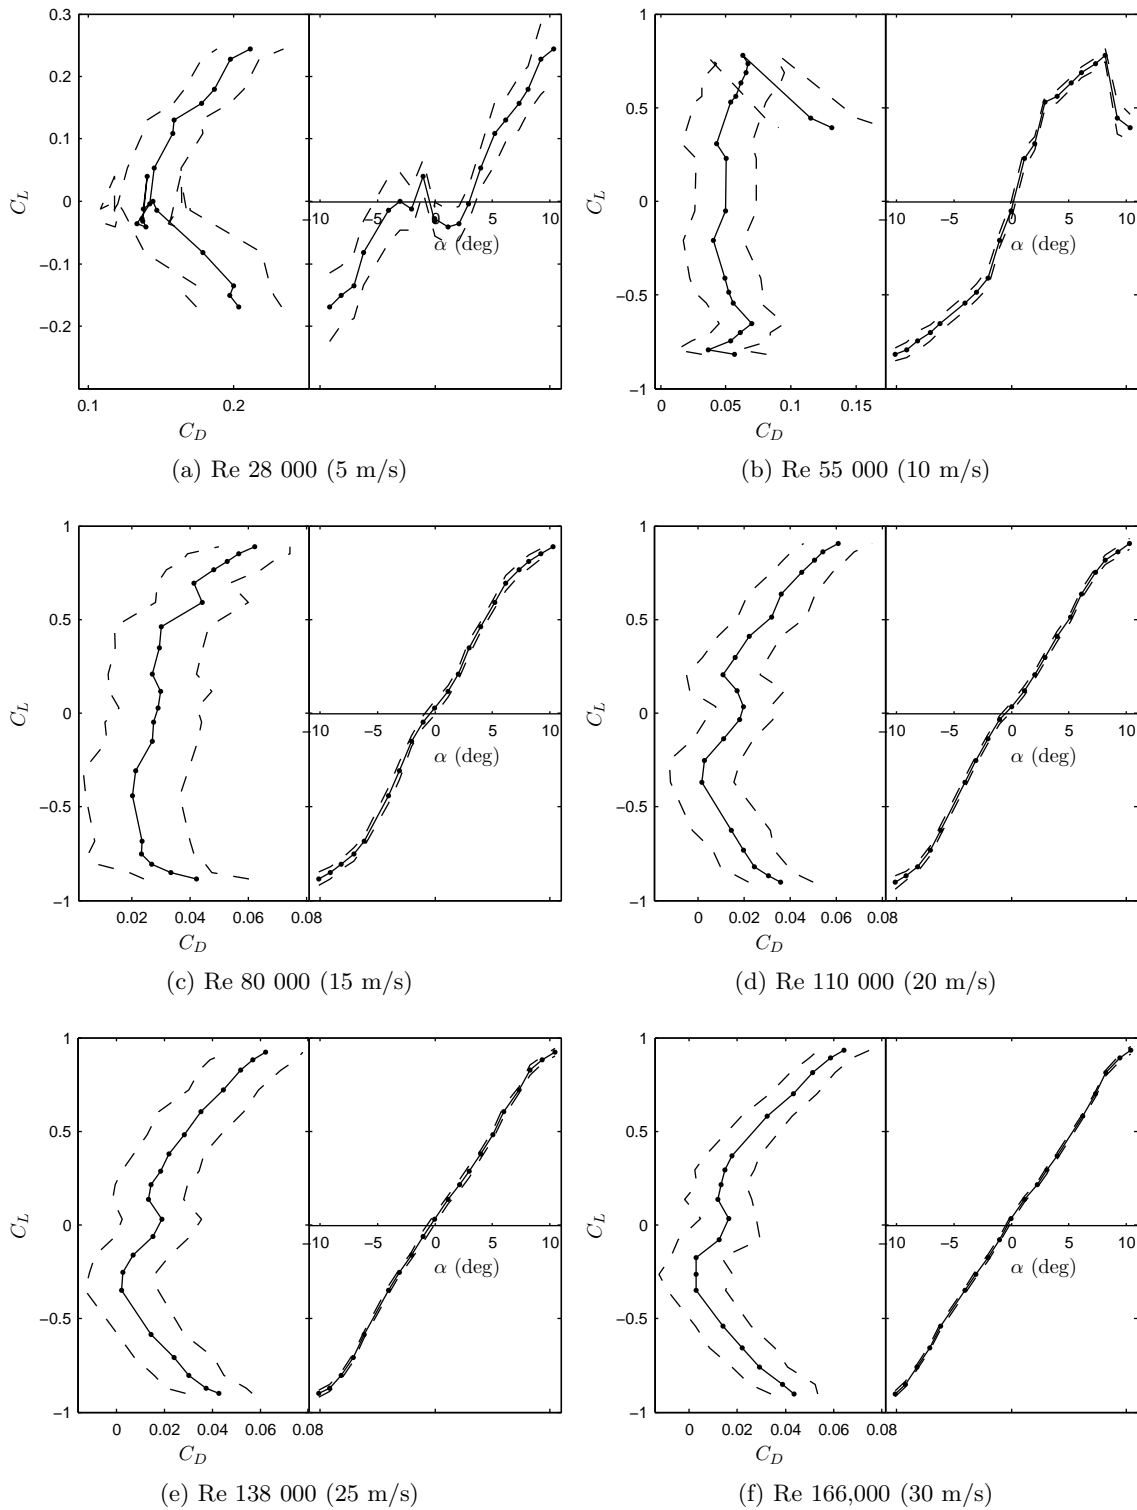 0.3
0.2
0.1
0
−0.1
−0.2
C_L
−10 −5 0 5 10
α (deg)
0.1 0.2
C_D
(a) Re 28 000 (5 m/s)
1
0.5
0
−0.5
−1
C_L
−10 −5 0 5 10
α (deg)
0 0.05 0.1 0.15
C_D
(b) Re 55 000 (10 m/s)
1
0.5
0
−0.5
−1
C_L
−10 −5 0 5 10
α (deg)
0.02 0.04 0.06 0.08
C_D
(c) Re 80 000 (15 m/s)
1
0.5
0
−0.5
−1
C_L
−10 −5 0 5 10
α (deg)
0 0.02 0.04 0.06 0.08
C_D
(d) Re 110 000 (20 m/s)
1
0.5
0
−0.5
−1
C_L
−10 −5 0 5 10
α (deg)
0 0.02 0.04 0.06 0.08
C_D
(e) Re 138 000 (25 m/s)
1
0.5
0
−0.5
−1
C_L
−10 −5 0 5 10
α (deg)
0 0.02 0.04 0.06 0.08
C_D
(f) Re 166,000 (30 m/s)